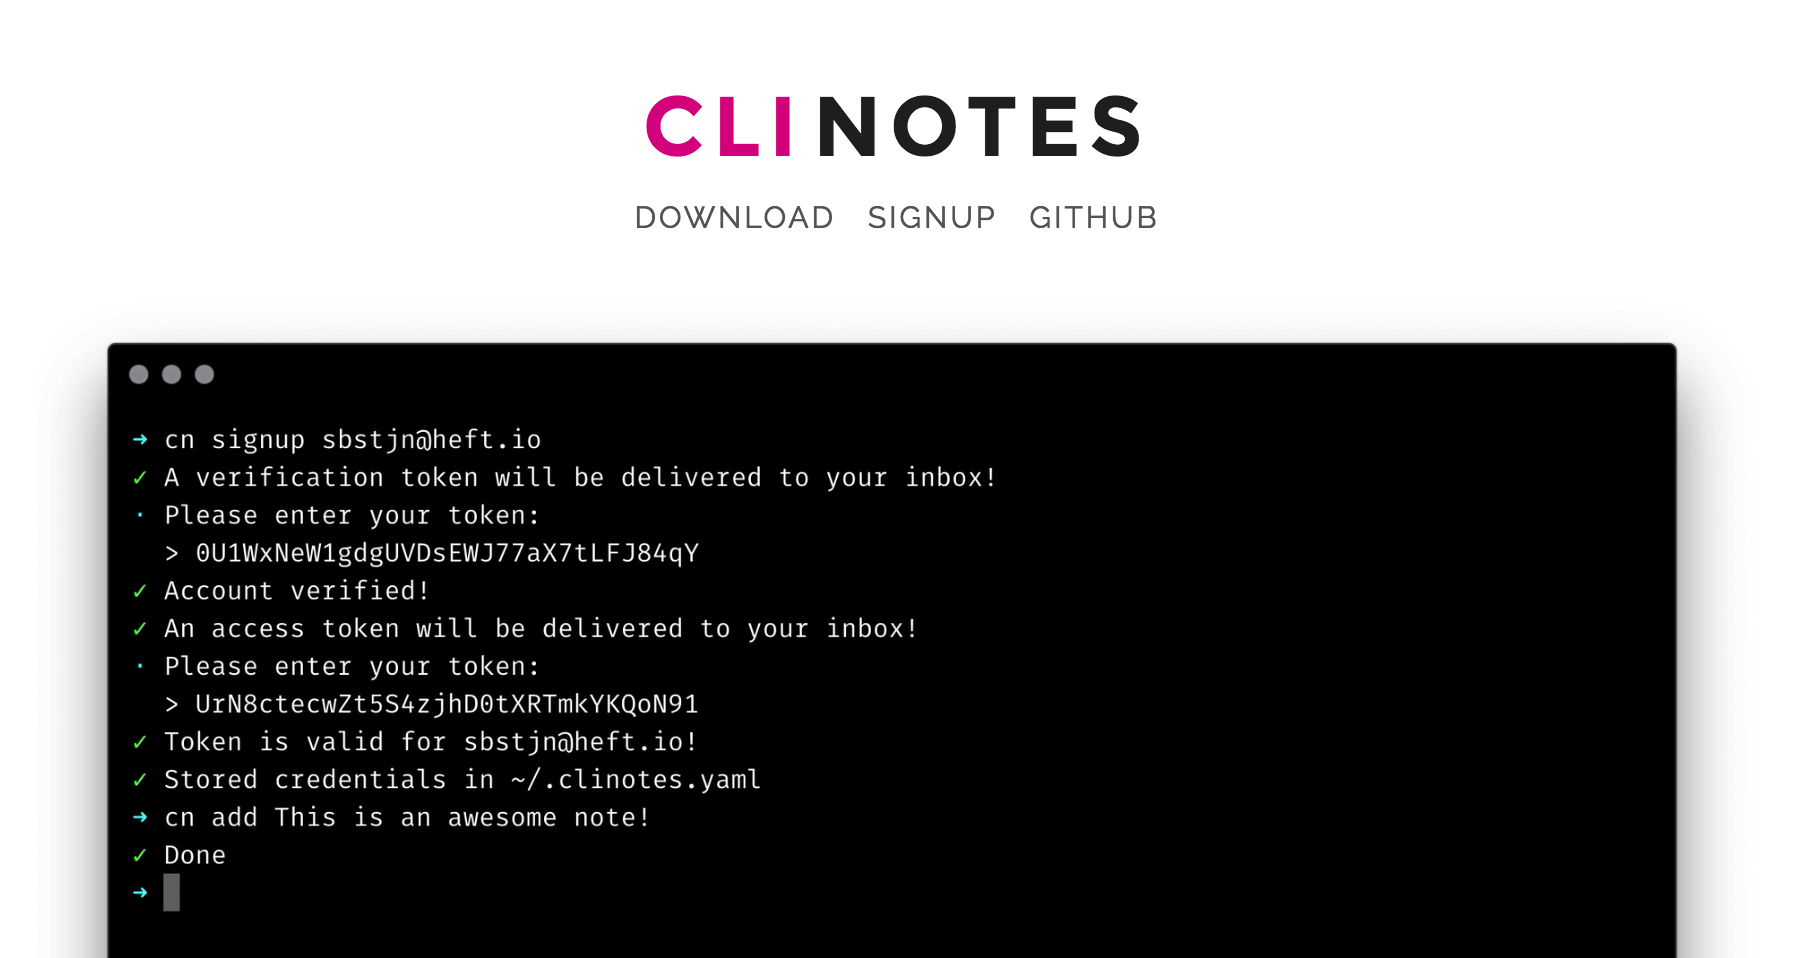 CLINOTES
DOWNLOAD SIGNUP GITHUB
➜ cn signup sbstjn@heft.io
✓ A verification token will be delivered to your inbox!
· Please enter your token:
> 0U1WxNeW1gdgUVDsEWJ77aX7tLFJ84qY
✓ Account verified!
✓ An access token will be delivered to your inbox!
· Please enter your token:
> UrN8ctecwZt5S4zjhD0tXRTmkYKQoN91
✓ Token is valid for sbstjn@heft.io!
✓ Stored credentials in ~/.clinotes.yaml
➜ cn add This is an awesome note!
✓ Done
➜